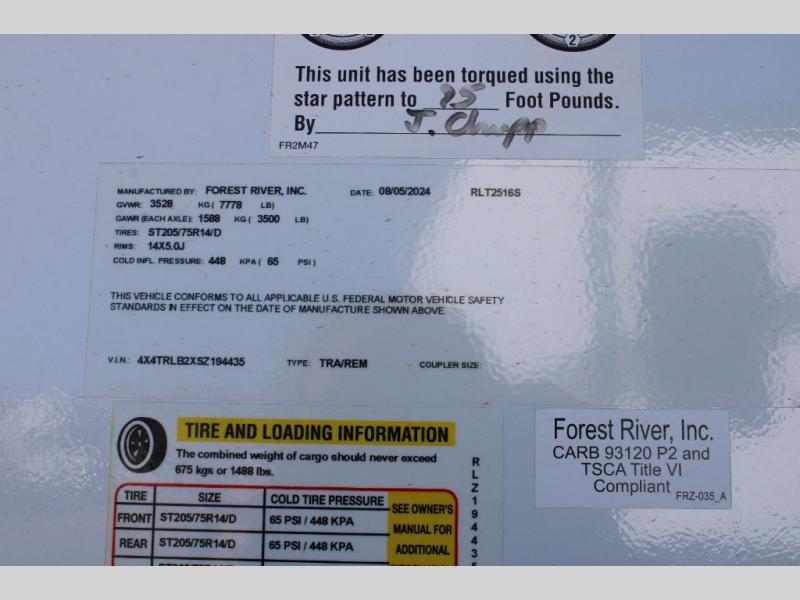 2
This unit has been torqued using the
star pattern to 95 Foot Pounds.
By J. Chupp
FR2M47
MANUFACTURED BY: FOREST RIVER, INC. DATE: 08/05/2024 RLT2516S
GVWR: 3528 KG ( 7778 LB)
GAWR (EACH AXLE): 1588 KG ( 3500 LB)
TIRES: ST205/75R14/D
RIMS: 14X5.0J
COLD INFL. PRESSURE: 448 KPA ( 65 PSI )
THIS VEHICLE CONFORMS TO ALL APPLICABLE U.S. FEDERAL MOTOR VEHICLE SAFETY
STANDARDS IN EFFECT ON THE DATE OF MANUFACTURE SHOWN ABOVE.
V.I.N.: 4X4TRLB2XSZ194435 TYPE: TRA/REM COUPLER SIZE:
TIRE AND LOADING INFORMATION
The combined weight of cargo should never exceed
675 kgs or 1488 lbs.
TIRE SIZE COLD TIRE PRESSURE
FRONT ST205/75R14/D 65 PSI / 448 KPA
REAR ST205/75R14/D 65 PSI / 448 KPA
SEE OWNER'S
MANUAL FOR
ADDITIONAL
RLZ194435
Forest River, Inc.
CARB 93120 P2 and
TSCA Title VI
Compliant
FRZ-035_A